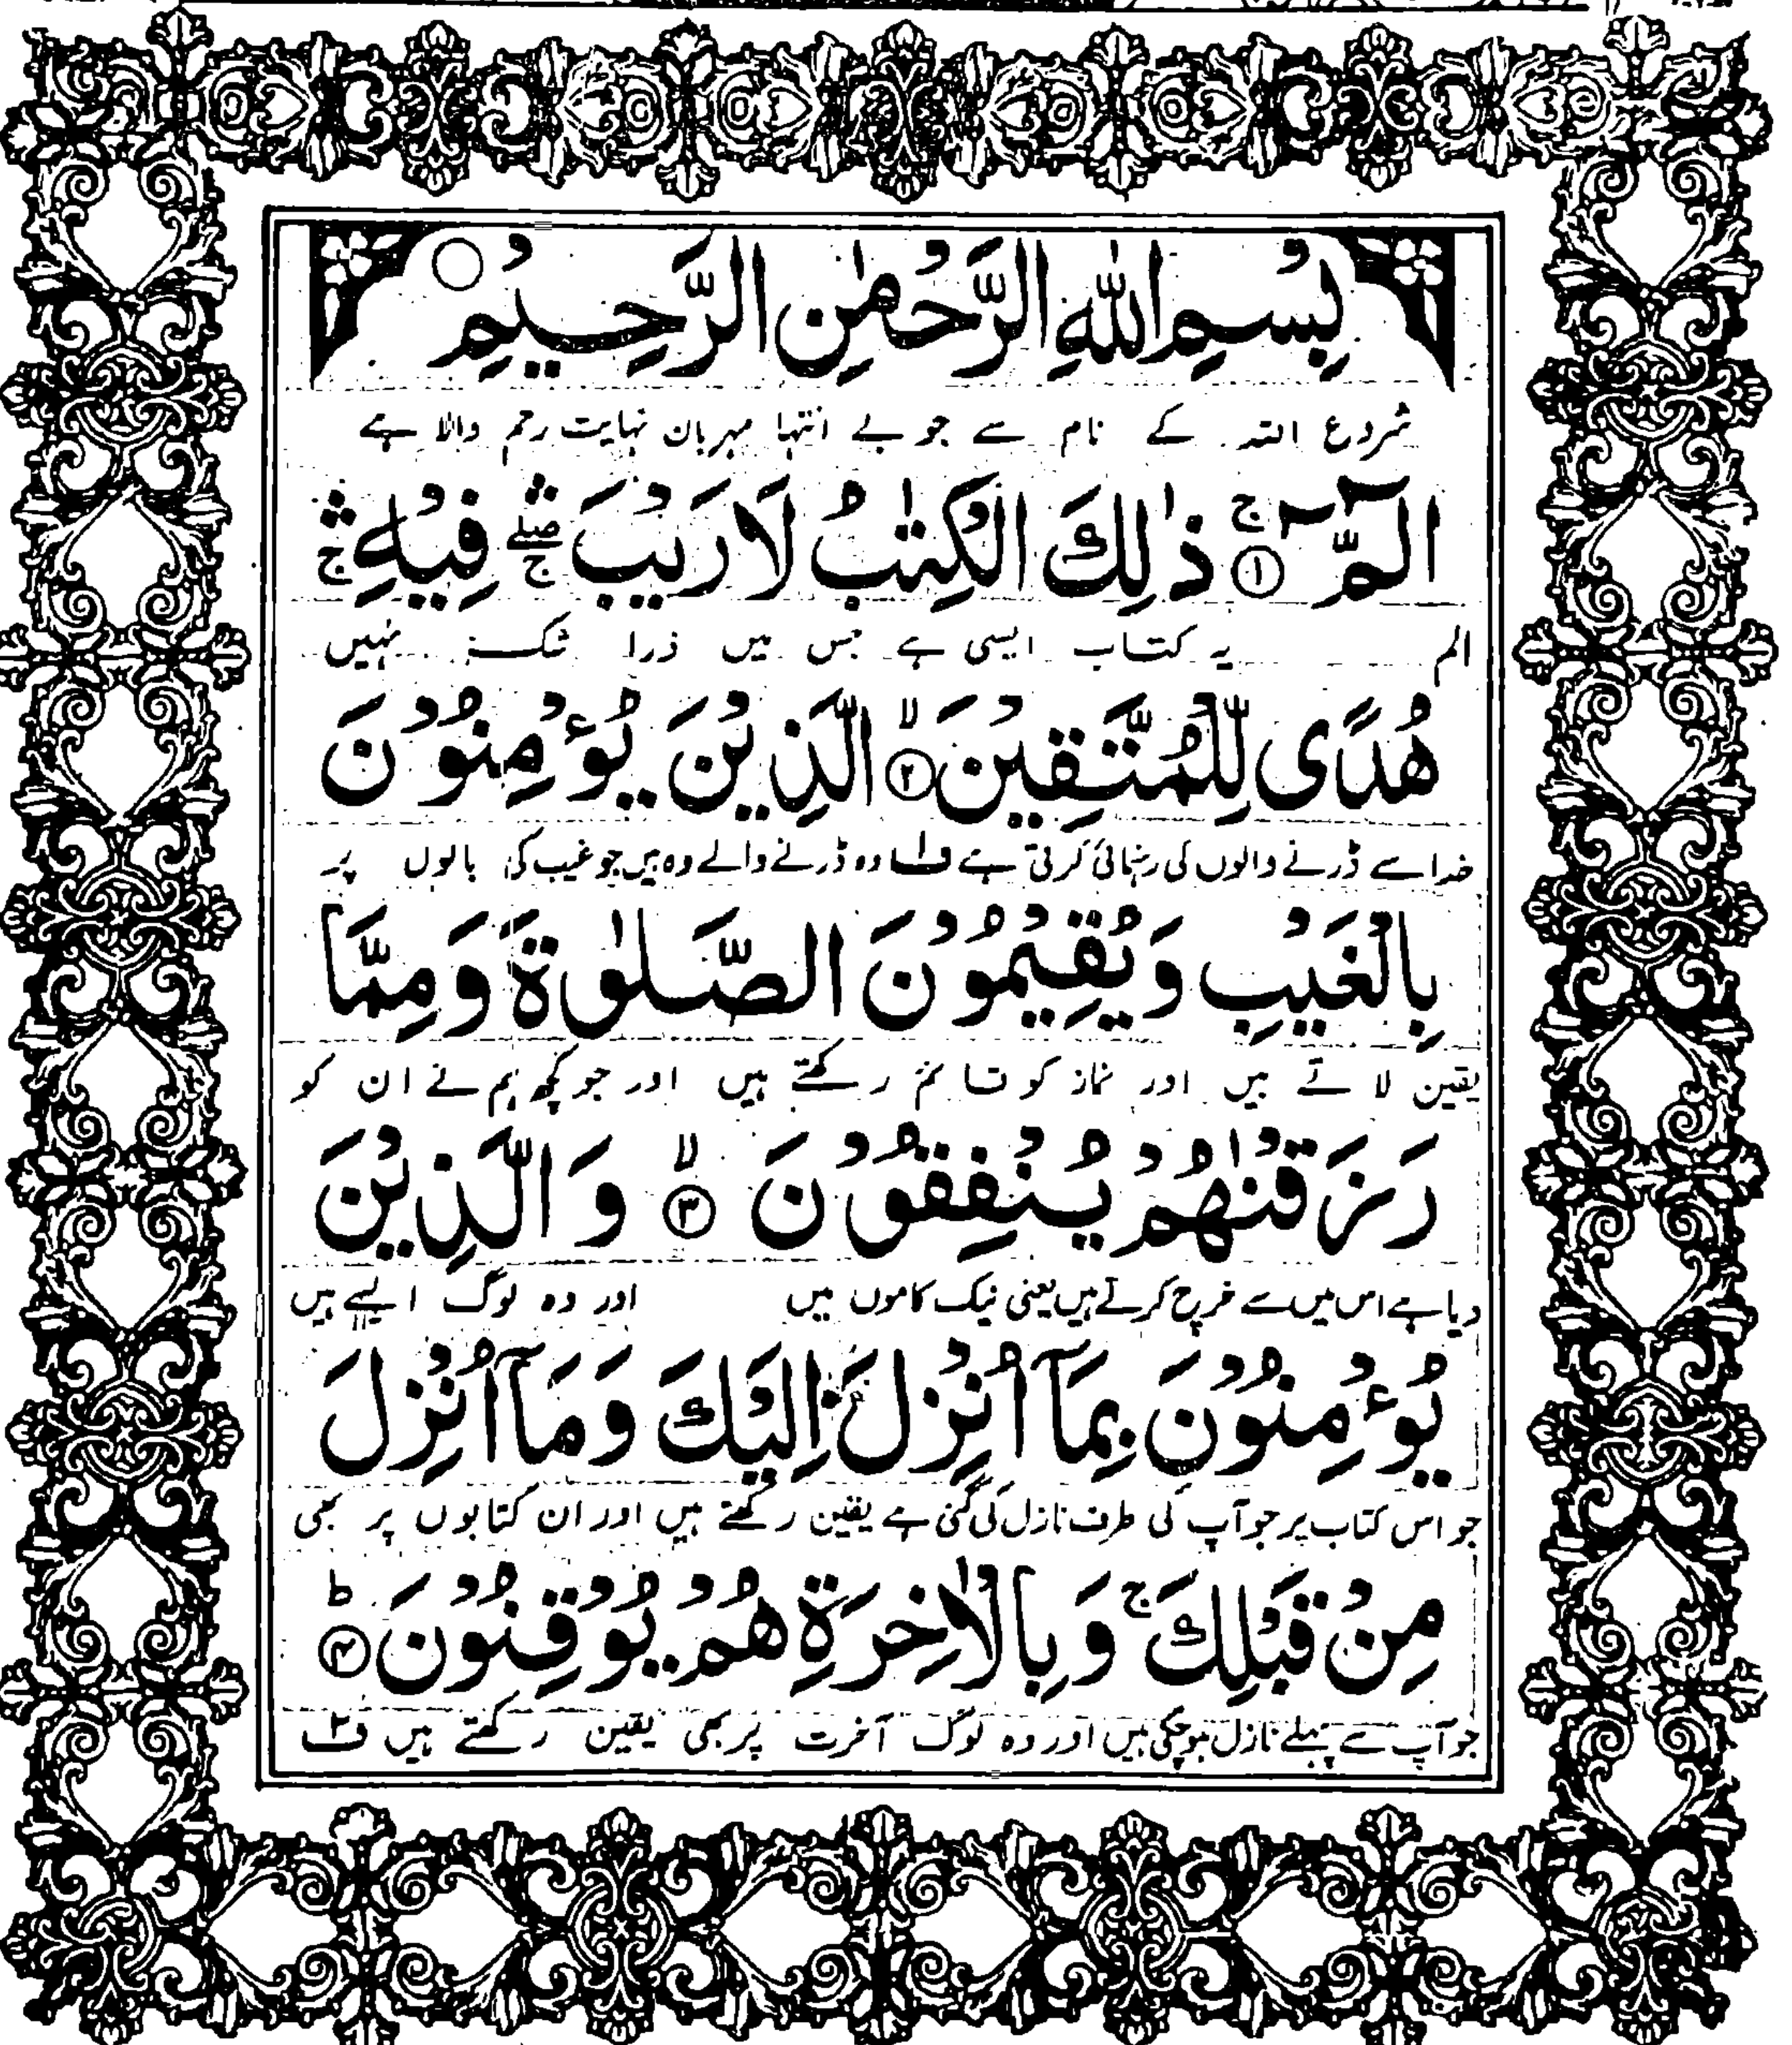 بِسْمِ اللّٰهِ الرَّحْمٰنِ الرَّحِيْمِ ○
شروع اللہ کے نام سے جو بے انتہا مہربان نہایت رحم والا ہے
الٓمّٓ ۚ ① ذٰلِكَ الْكِتٰبُ لَا رَيْبَ ۛۖۚ فِيْهِ ۛۚ
الم یہ کتاب ایسی ہے جس میں ذرا شک نہیں
هُدًى لِّلْمُتَّقِيْنَ ۙ ② الَّذِيْنَ يُؤْمِنُوْنَ
خدا سے ڈرنے والوں کی رہنمائی کرتی ہے ف۱ وہ ڈرنے والے وہ ہیں جو غیب کی باتوں پر
بِالْغَيْبِ وَيُقِيْمُوْنَ الصَّلٰوةَ وَمِمَّا
یقین لاتے ہیں اور نماز کو قائم رکھتے ہیں اور جو کچھ ہم نے ان کو
رَزَقْنٰهُمْ يُنْفِقُوْنَ ۙ ③ وَالَّذِيْنَ
دیا ہے اس میں سے خرچ کرتے ہیں یعنی نیک کاموں میں اور وہ لوگ ایسے ہیں
يُؤْمِنُوْنَ بِمَآ اُنْزِلَ اِلَيْكَ وَمَآ اُنْزِلَ
جو اس کتاب پر جو آپ کی طرف نازل کی گئی ہے یقین رکھتے ہیں اور ان کتابوں پر بھی
مِنْ قَبْلِكَ ۚ وَبِالْاٰخِرَةِ هُمْ يُوْقِنُوْنَ ؕ ④
جو آپ سے پہلے نازل ہو چکی ہیں اور وہ لوگ آخرت پر بھی یقین رکھتے ہیں ف۲